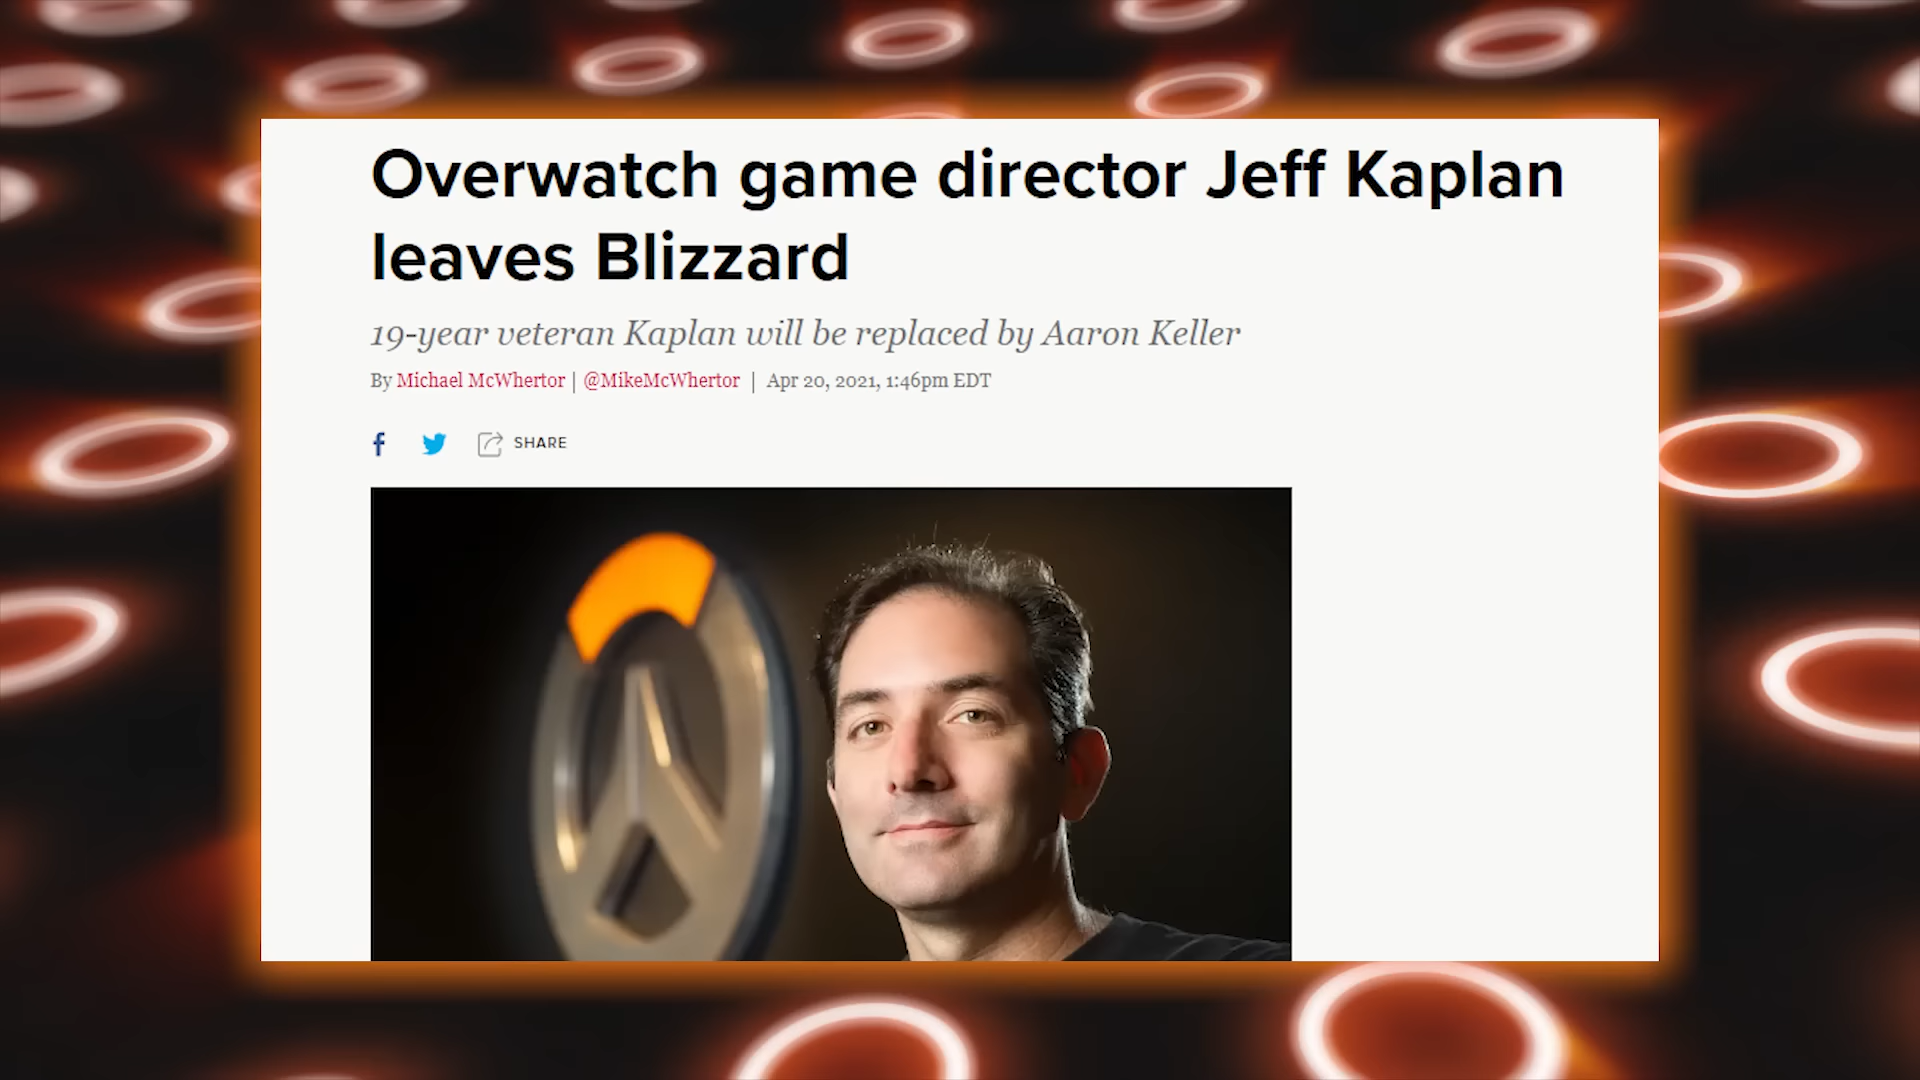 Overwatch game director Jeff Kaplan
leaves Blizzard
19-year veteran Kaplan will be replaced by Aaron Keller
By Michael McWhertor | @MikeMcWhertor | Apr 20, 2021, 1:46pm EDT
SHARE